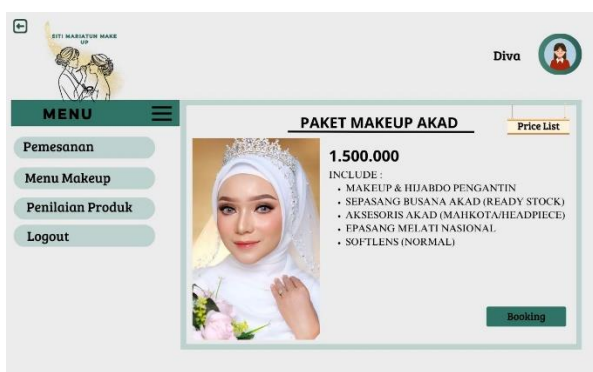 SITI MARIATUN MAKE
UP
Diva
MENU
Pemesanan
Menu Makeup
Penilaian Produk
Logout
PAKET MAKEUP AKAD
Price List
1.500.000
INCLUDE :
• MAKEUP & HIJABDO PENGANTIN
• SEPASANG BUSANA AKAD (READY STOCK)
• AKSESORIS AKAD (MAHKOTA/HEADPIECE)
• EPASANG MELATI NASIONAL
• SOFTLENS (NORMAL)
Booking